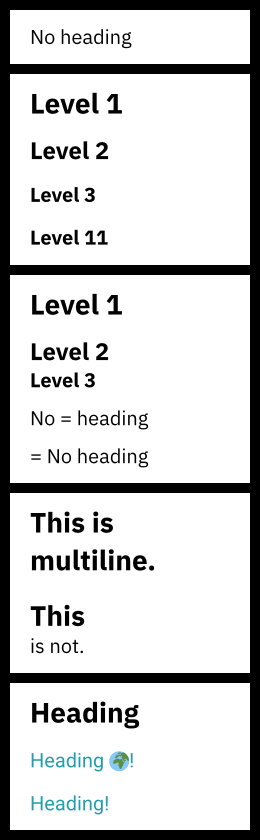 No heading
Level 1
Level 2
Level 3
Level 11
Level 1
Level 2
Level 3
No = heading
= No heading
This is
multiline.
This
is not.
Heading
Heading 🌍!
Heading!